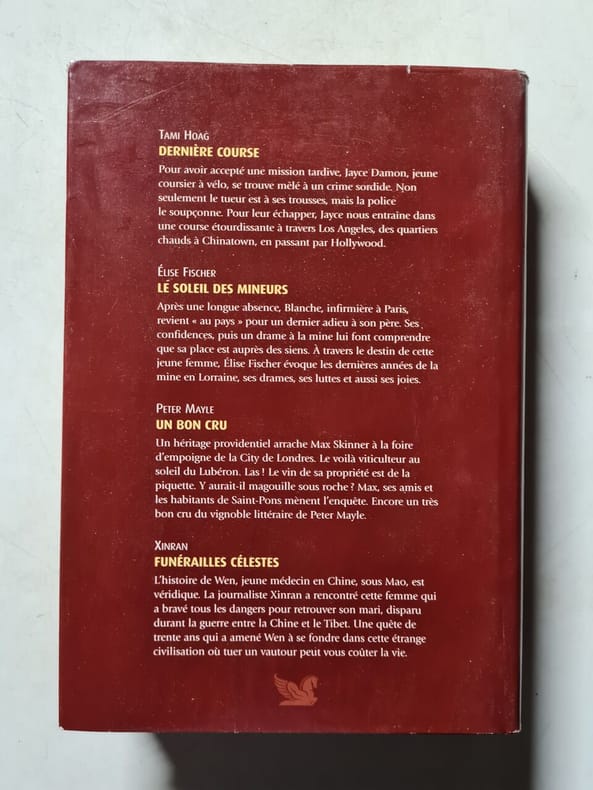 Tami Hoag
DERNIÈRE COURSE
Pour avoir accepté une mission tardive, Jayce Damon, jeune
coursier à vélo, se trouve mêlé à un crime sordide. Non
seulement le tueur est à ses trousses, mais la police
le soupçonne. Pour leur échapper, Jayce nous entraîne dans
une course étourdissante à travers Los Angeles, des quartiers
chauds à Chinatown, en passant par Hollywood.
Élise Fischer
LE SOLEIL DES MINEURS
Après une longue absence, Blanche, infirmière à Paris,
revient « au pays » pour un dernier adieu à son père. Ses
confidences, puis un drame à la mine lui font comprendre
que sa place est auprès des siens. À travers le destin de cette
jeune femme, Élise Fischer évoque les dernières années de la
mine en Lorraine, ses drames, ses luttes et aussi ses joies.
Peter Mayle
UN BON CRU
Un héritage providentiel arrache Max Skinner à la foire
d'empoigne de la City de Londres. Le voilà viticulteur au
soleil du Lubéron. Las ! Le vin de sa propriété est de la
piquette. Y aurait-il magouille sous roche ? Max, ses amis et
les habitants de Saint-Pons mènent l'enquête. Encore un très
bon cru du vignoble littéraire de Peter Mayle.
Xinran
FUNÉRAILLES CÉLESTES
L'histoire de Wen, jeune médecin en Chine, sous Mao, est
véridique. La journaliste Xinran a rencontré cette femme qui
a bravé tous les dangers pour retrouver son mari, disparu
durant la guerre entre la Chine et le Tibet. Une quête de
trente ans qui a amené Wen à se fondre dans cette étrange
civilisation où tuer un vautour peut vous coûter la vie.